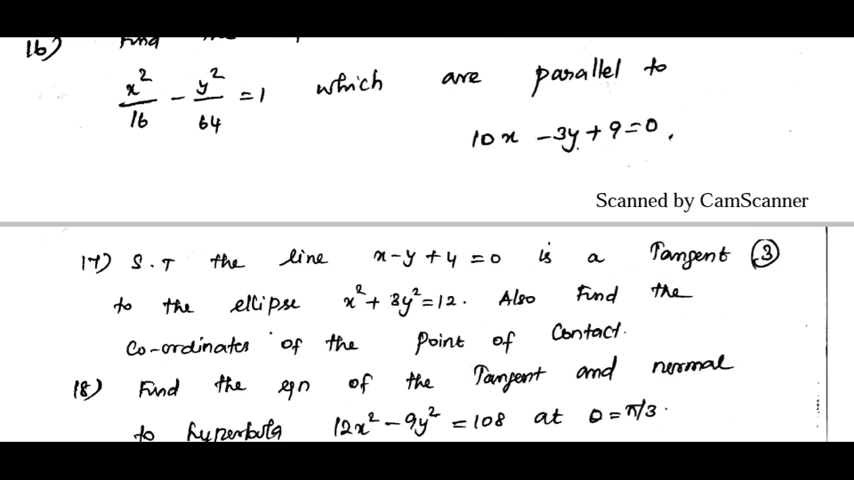 16) Find the
x²/16 - y²/64 = 1 which are parallel to
10x - 3y + 9 = 0.
Scanned by CamScanner
17) S.T the line x - y + 4 = 0 is a Tangent ③
to the ellipse x² + 3y² = 12. Also Find the
Co-ordinates of the Point of Contact.
18) Find the eqn of the Tangent and normal
to hyperbola 12x² - 9y² = 108 at θ = π/3.